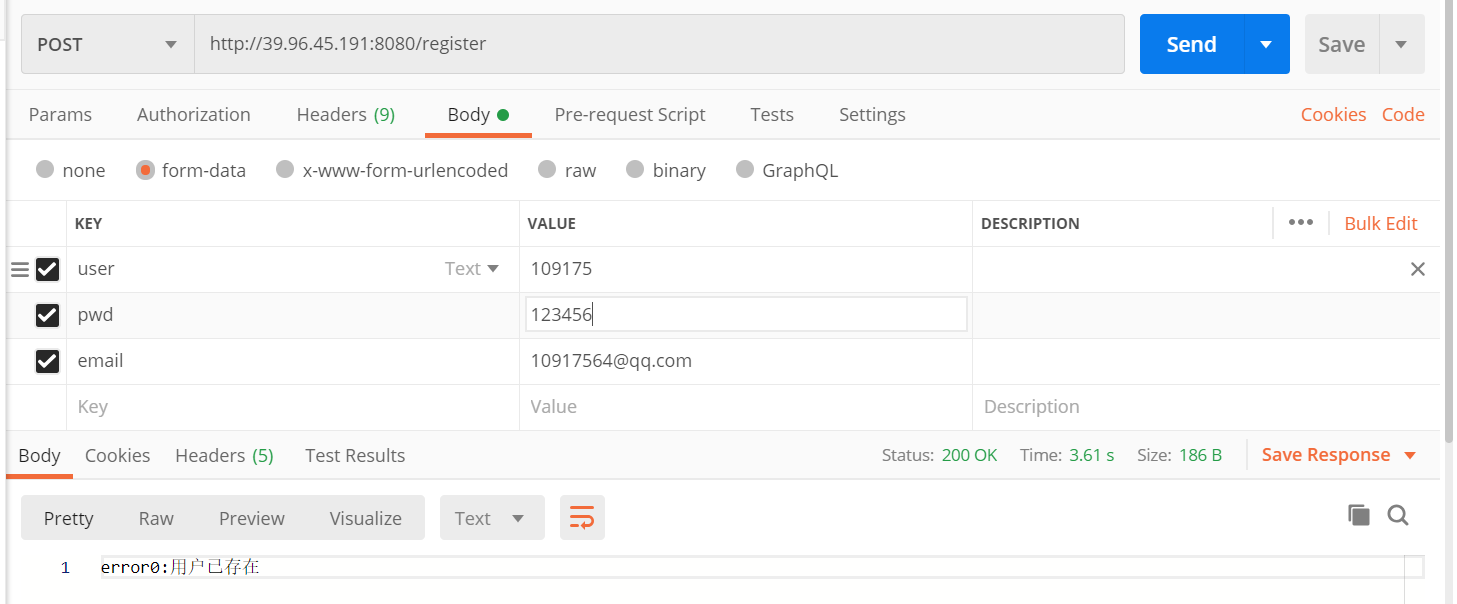 POST http://39.96.45.191:8080/register Send Save
Params Authorization Headers (9) Body Pre-request Script Tests Settings Cookies Code
none form-data x-www-form-urlencoded raw binary GraphQL
KEY VALUE DESCRIPTION Bulk Edit
user Text 109175
pwd 123456
email 10917564@qq.com
Key Value Description
Body Cookies Headers (5) Test Results Status: 200 OK Time: 3.61 s Size: 186 B Save Response
Pretty Raw Preview Visualize Text
1 error0:用户已存在